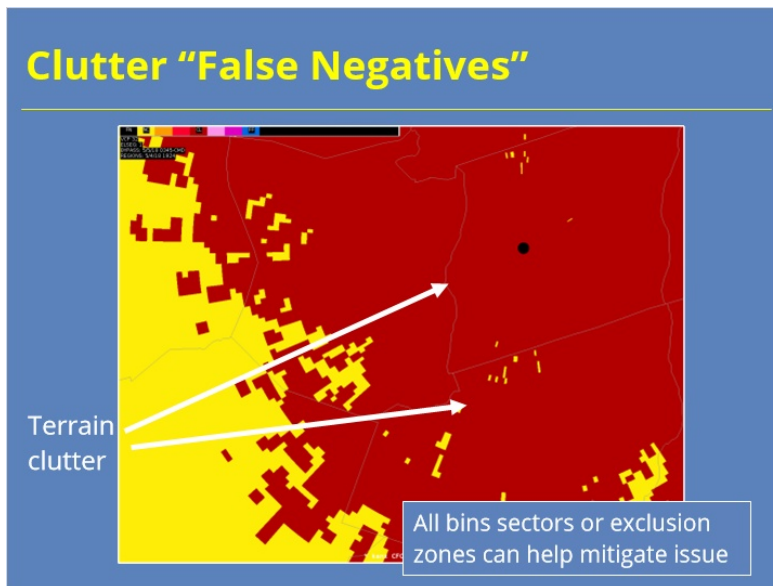 Clutter “False Negatives”
Terrain
clutter
All bins sectors or exclusion
zones can help mitigate issue